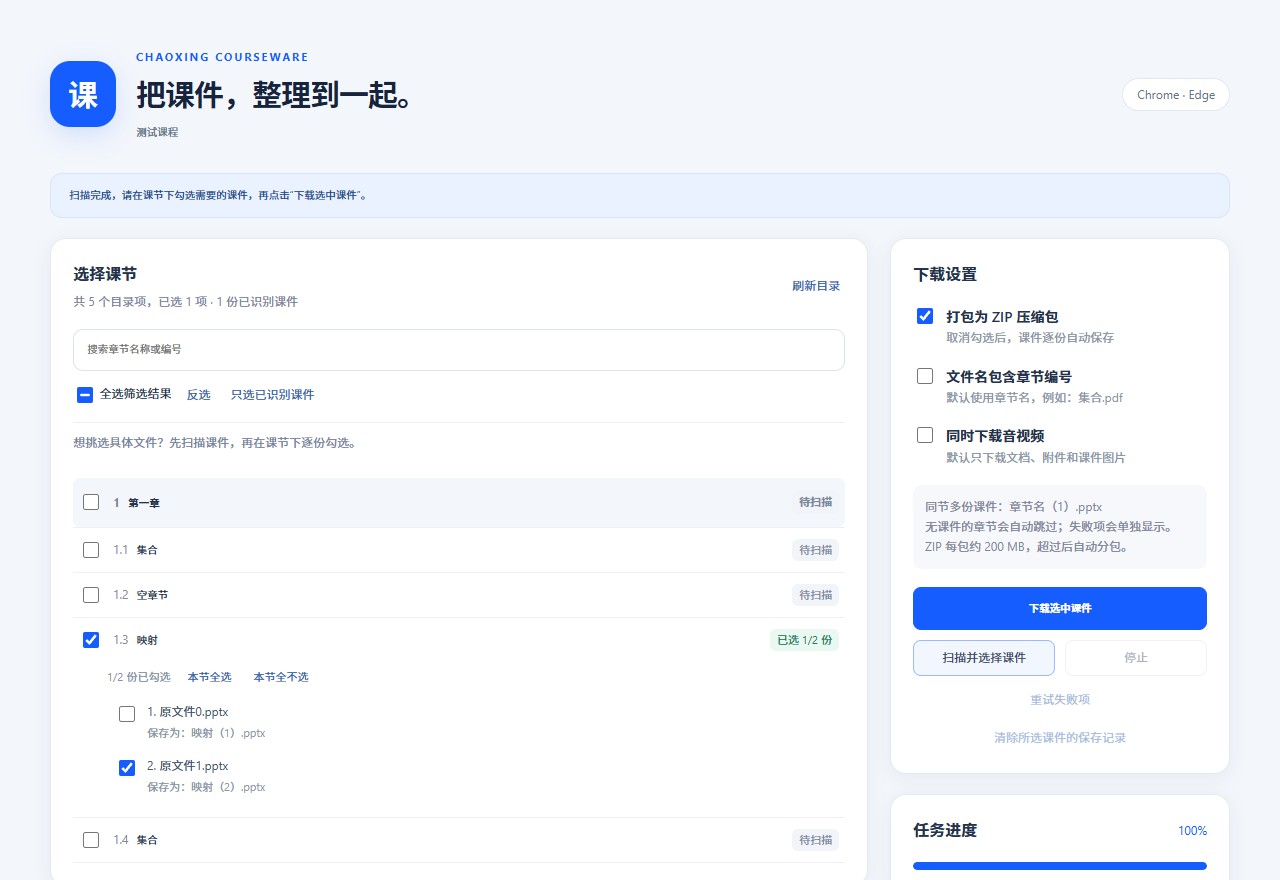 课
CHAOXING COURSEWARE
把课件，整理到一起。
测试课程
Chrome · Edge
扫描完成，请在课节下勾选需要的课件，再点击“下载选中课件”。
选择课节
共 5 个目录项，已选 1 项 · 1 份已识别课件
刷新目录
搜索章节名称或编号
全选筛选结果 反选 只选已识别课件
想挑选具体文件？先扫描课件，再在课节下逐份勾选。
1 第一章 待扫描
1.1 集合 待扫描
1.2 空章节 待扫描
1.3 映射 已选 1/2 份
1/2 份已勾选 本节全选 本节全不选
1. 原文件0.pptx
保存为：映射（1）.pptx
2. 原文件1.pptx
保存为：映射（2）.pptx
1.4 集合 待扫描
下载设置
打包为 ZIP 压缩包
取消勾选后，课件逐份自动保存
文件名包含章节编号
默认使用章节名，例如：集合.pdf
同时下载音视频
默认只下载文档、附件和课件图片
同节多份课件：章节名（1）.pptx
无课件的章节会自动跳过；失败项会单独显示。
ZIP 每包约 200 MB，超过后自动分包。
下载选中课件
扫描并选择课件 停止
重试失败项
清除所选课件的保存记录
任务进度 100%